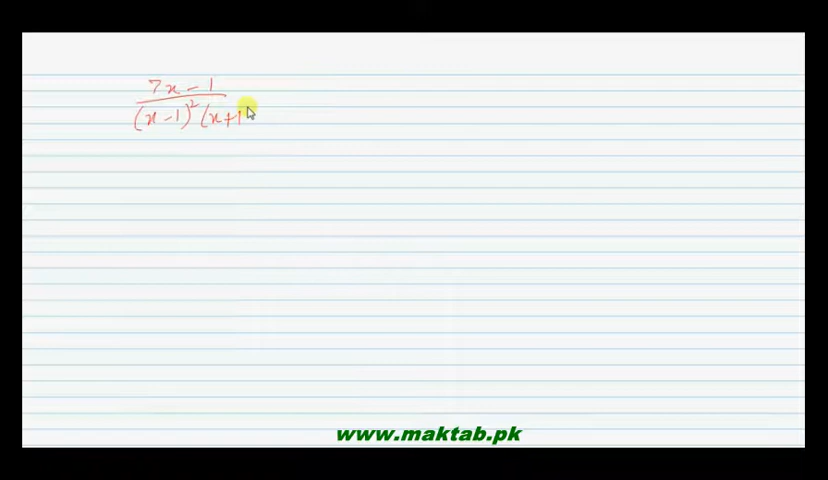 7x - 1
(x - 1)² (x + 1
www.maktab.pk